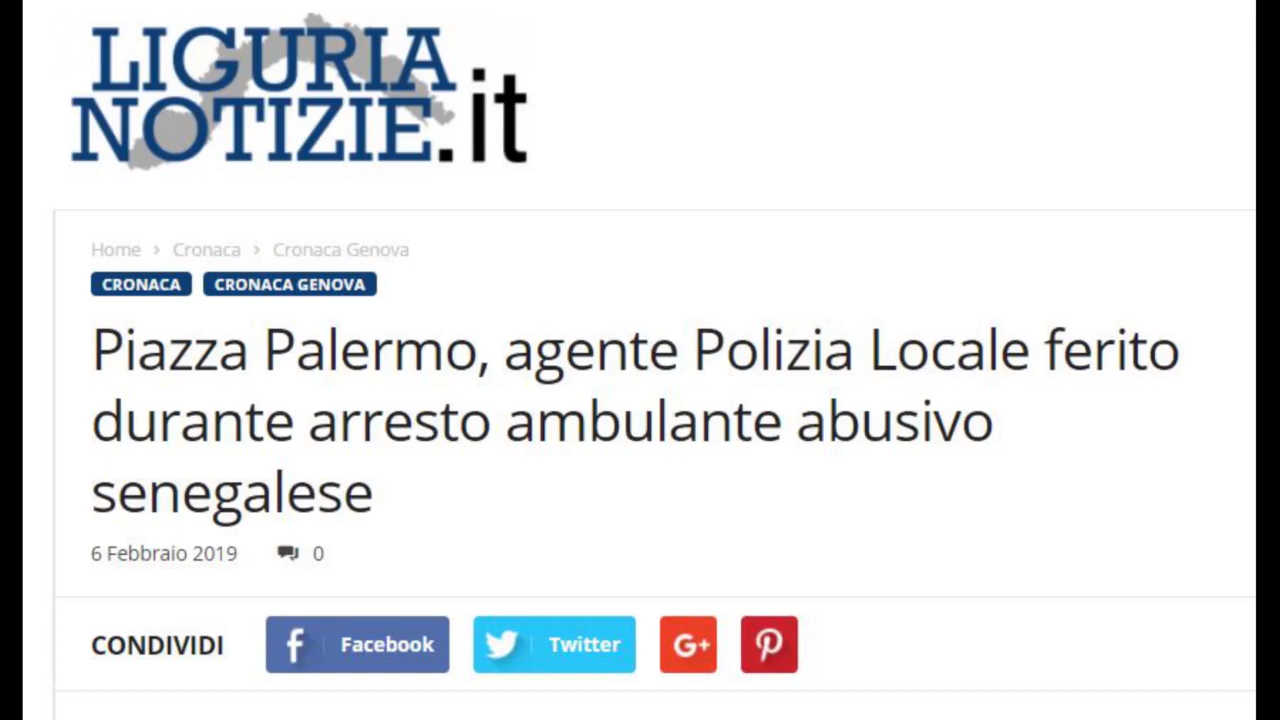 LIGURIA
NOTIZIE.it
Home > Cronaca > Cronaca Genova
CRONACA CRONACA GENOVA
Piazza Palermo, agente Polizia Locale ferito
durante arresto ambulante abusivo
senegalese
6 Febbraio 2019 0
CONDIVIDI f Facebook Twitter G+